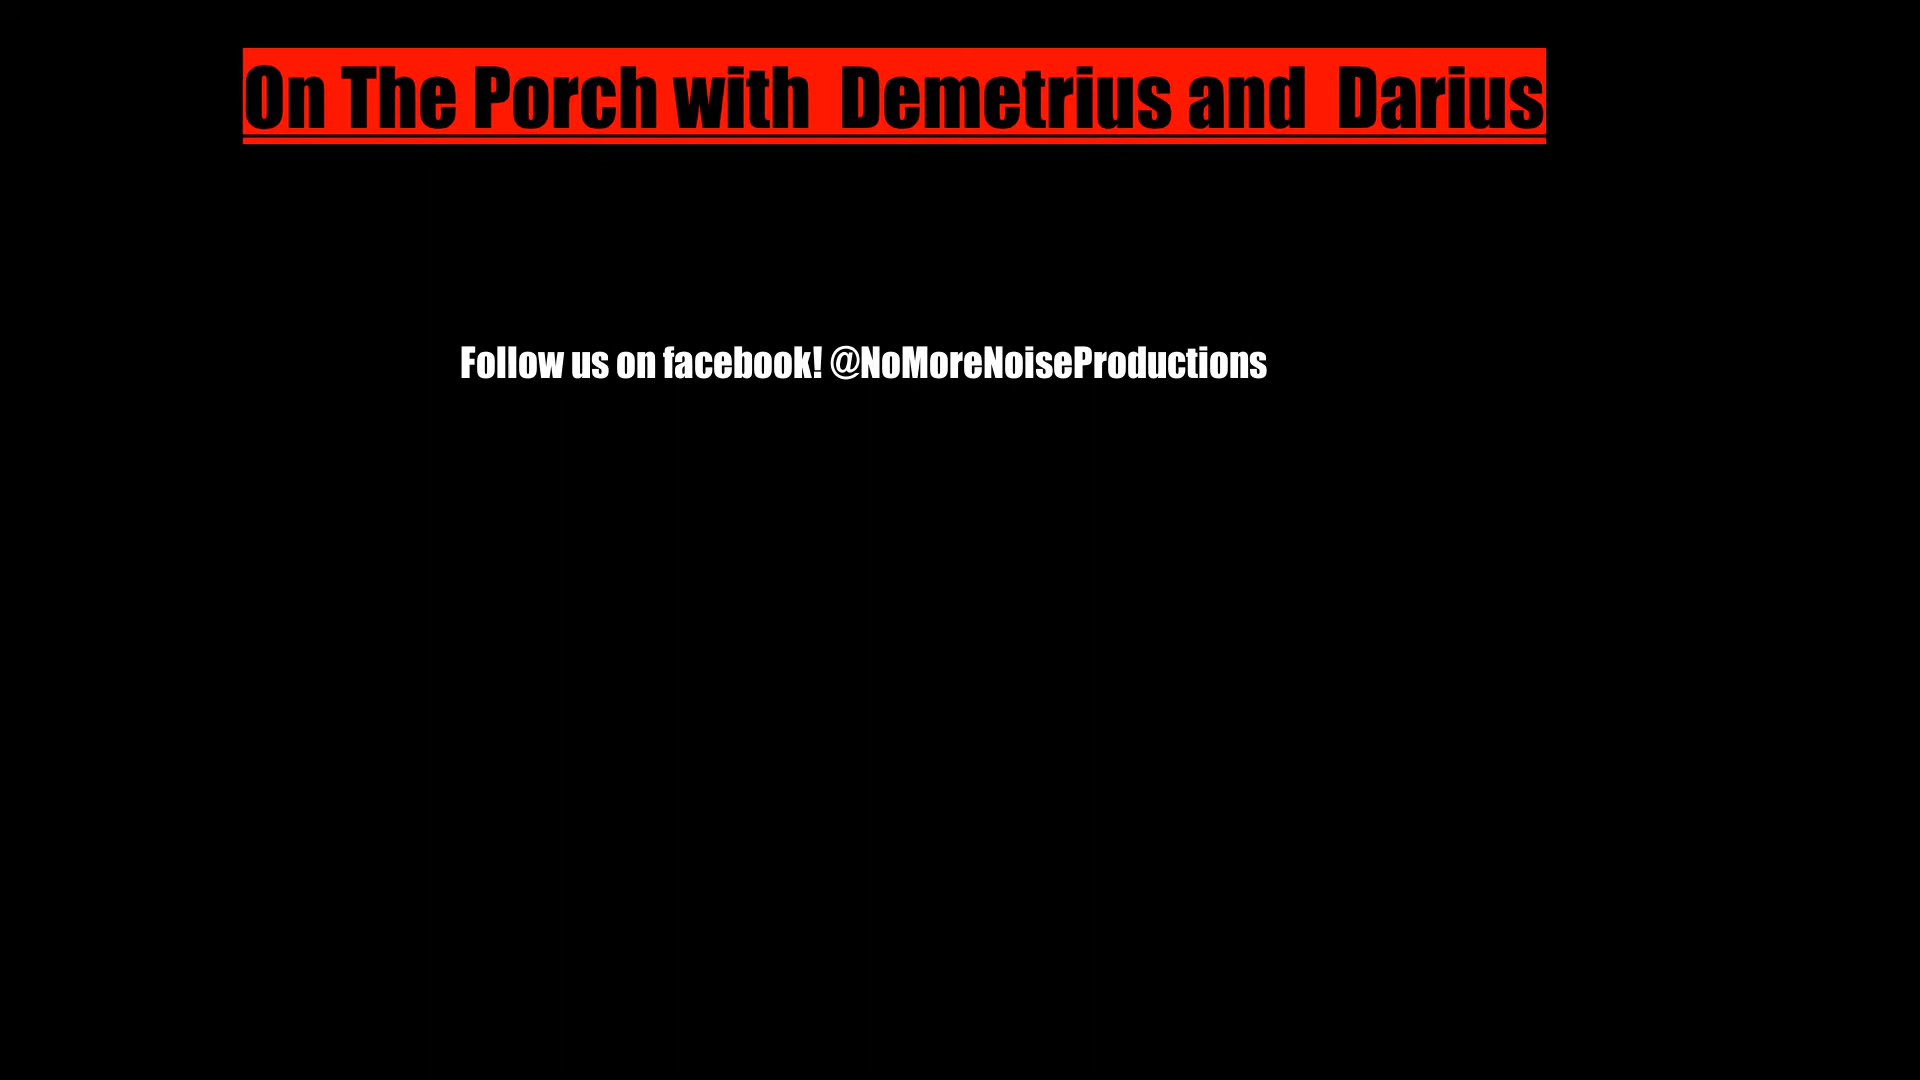 On The Porch with  Demetrius and  Darius
Follow us on facebook! @NoMoreNoiseProductions